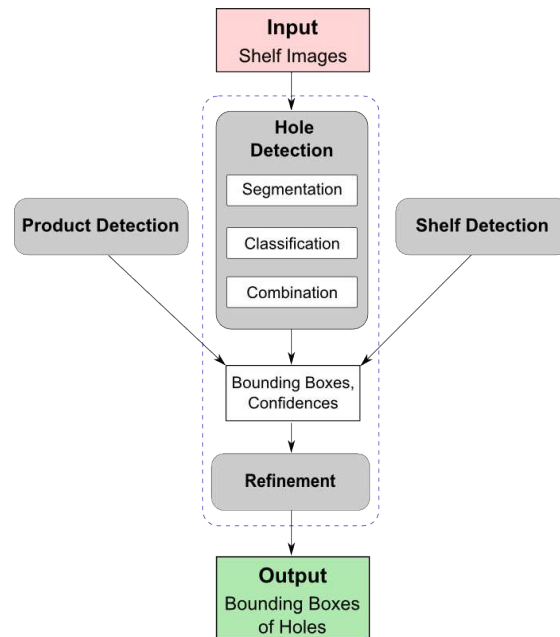 Input
Shelf Images
Hole
Detection
Segmentation
Classification
Combination
Product Detection
Shelf Detection
Bounding Boxes,
Confidences
Refinement
Output
Bounding Boxes
of Holes